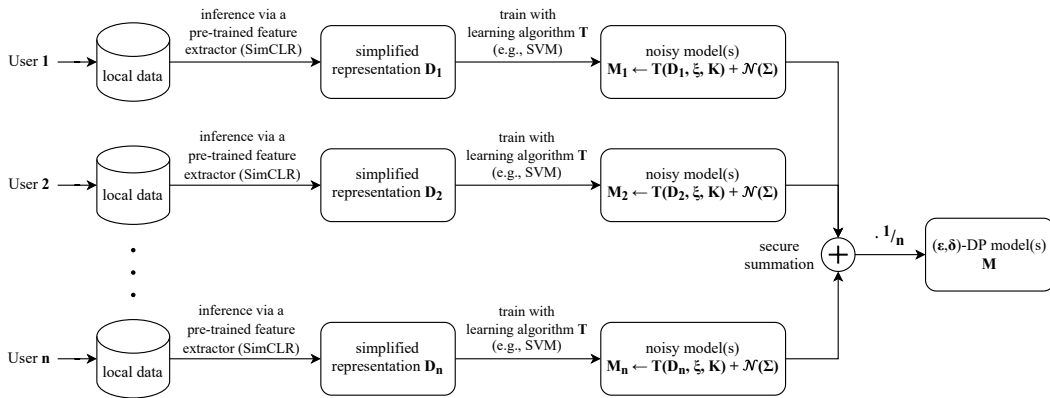 User 1
local data
inference via a
pre-trained feature
extractor (SimCLR)
simplified
representation D₁
train with
learning algorithm T
(e.g., SVM)
noisy model(s)
M₁ ← T(D₁, ξ, K) + 𝒩(Σ)
User 2
local data
inference via a
pre-trained feature
extractor (SimCLR)
simplified
representation D₂
train with
learning algorithm T
(e.g., SVM)
noisy model(s)
M₂ ← T(D₂, ξ, K) + 𝒩(Σ)
secure
summation
+
· 1/n
(ε,δ)-DP model(s)
M
User n
local data
inference via a
pre-trained feature
extractor (SimCLR)
simplified
representation Dₙ
train with
learning algorithm T
(e.g., SVM)
noisy model(s)
Mₙ ← T(Dₙ, ξ, K) + 𝒩(Σ)